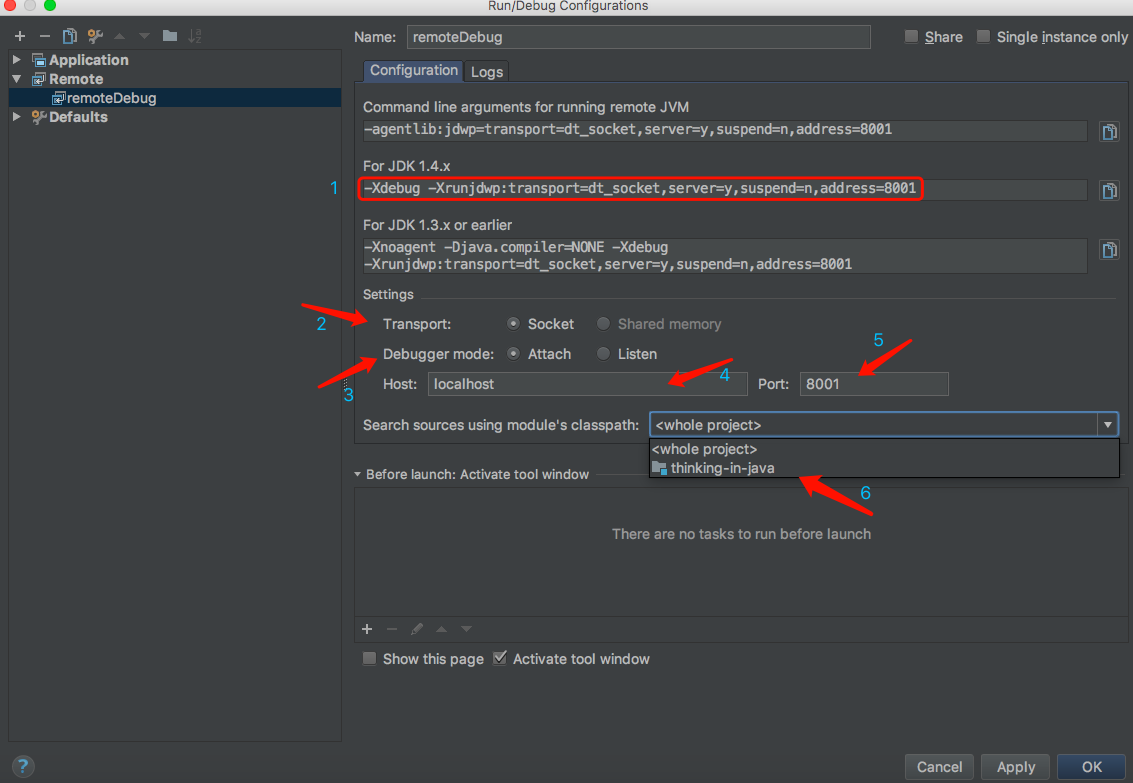 Run/Debug Configurations
Name: remoteDebug
Share
Single instance only
Application
Remote
remoteDebug
Defaults
Configuration
Logs
Command line arguments for running remote JVM
-agentlib:jdwp=transport=dt_socket,server=y,suspend=n,address=8001
For JDK 1.4.x
1
-Xdebug -Xrunjdwp:transport=dt_socket,server=y,suspend=n,address=8001
For JDK 1.3.x or earlier
-Xnoagent -Djava.compiler=NONE -Xdebug
-Xrunjdwp:transport=dt_socket,server=y,suspend=n,address=8001
Settings
2
Transport: Socket Shared memory
5
Debugger mode: Attach Listen
3
Host: localhost
4
Port: 8001
Search sources using module's classpath: <whole project>
<whole project>
thinking-in-java
6
Before launch: Activate tool window
There are no tasks to run before launch
Show this page
Activate tool window
?
Cancel
Apply
OK